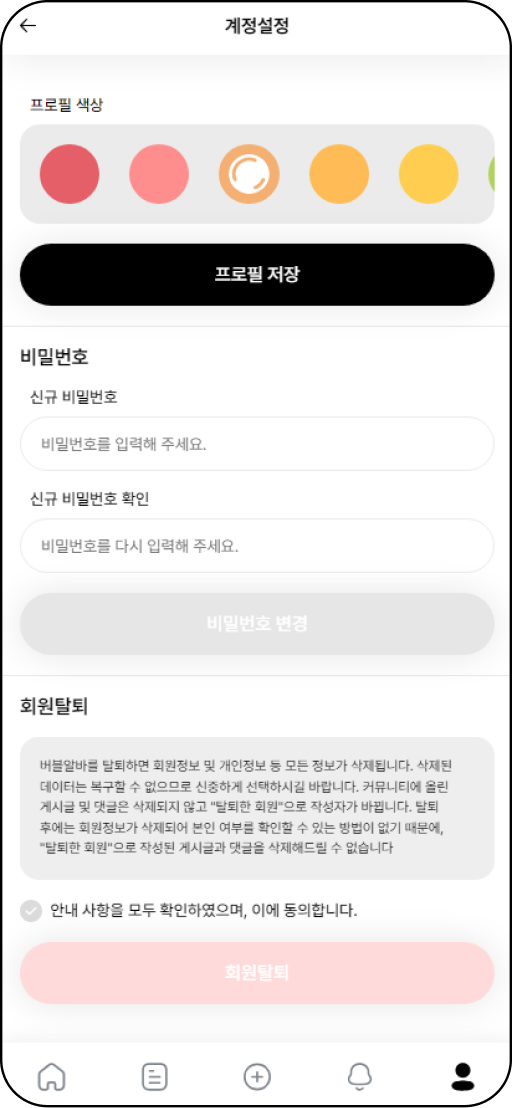 계정설정
프로필 색상
프로필 저장
비밀번호
신규 비밀번호
비밀번호를 입력해 주세요.
신규 비밀번호 확인
비밀번호를 다시 입력해 주세요.
비밀번호 변경
회원탈퇴
버블알바를 탈퇴하면 회원정보 및 개인정보 등 모든 정보가 삭제됩니다. 삭제된
데이터는 복구할 수 없으므로 신중하게 선택하시길 바랍니다. 커뮤니티에 올린
게시글 및 댓글은 삭제되지 않고 "탈퇴한 회원"으로 작성자가 바뀝니다. 탈퇴
후에는 회원정보가 삭제되어 본인 여부를 확인할 수 있는 방법이 없기 때문에,
"탈퇴한 회원"으로 작성된 게시글과 댓글을 삭제해드릴 수 없습니다
안내 사항을 모두 확인하였으며, 이에 동의합니다.
회원탈퇴